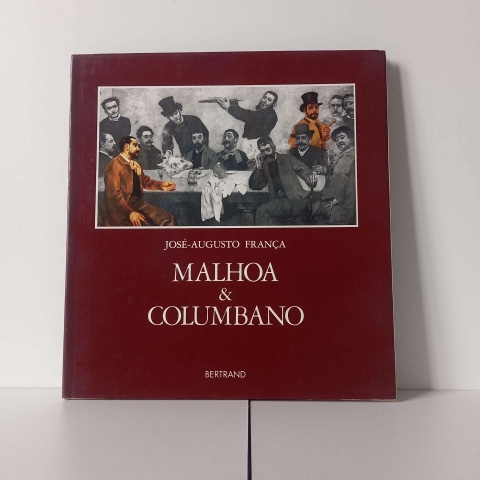 JOSÉ-AUGUSTO FRANÇA
MALHOA
&
COLUMBANO
BERTRAND